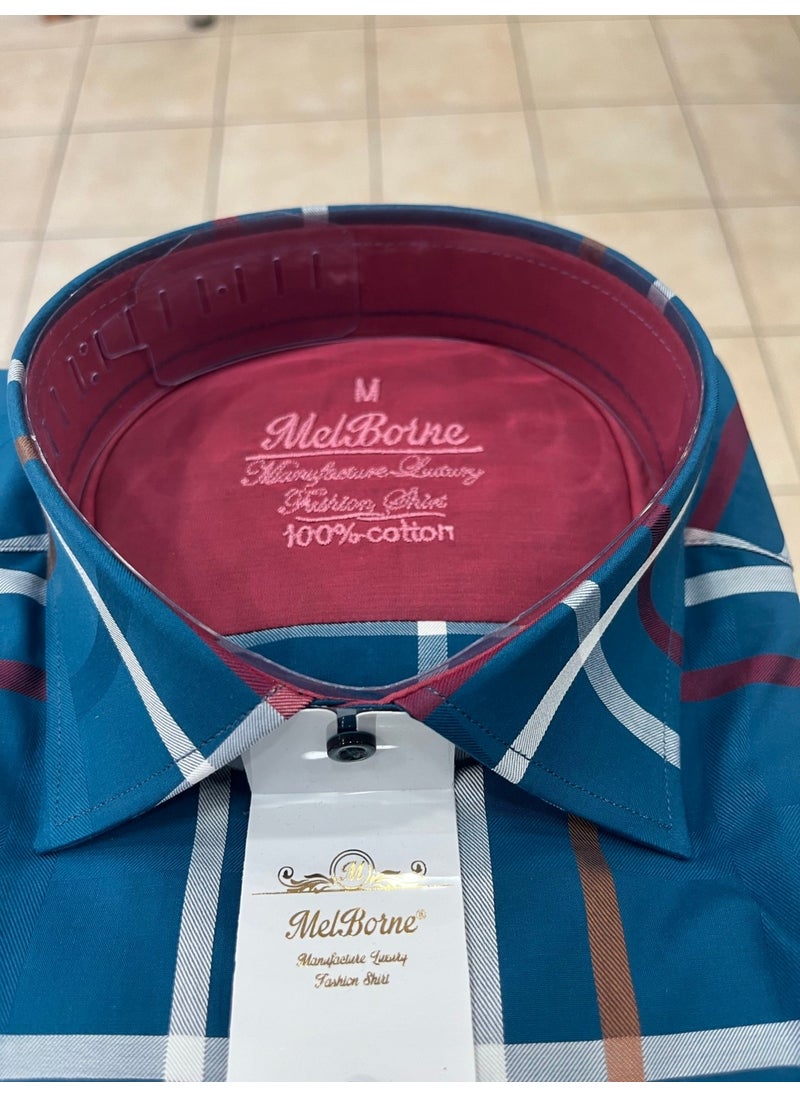 M
MelBorne
Manufacture Luxury
Fashion Shirt
100%-cotton
M
MelBorne®
Manufacture Luxury
Fashion Shirt